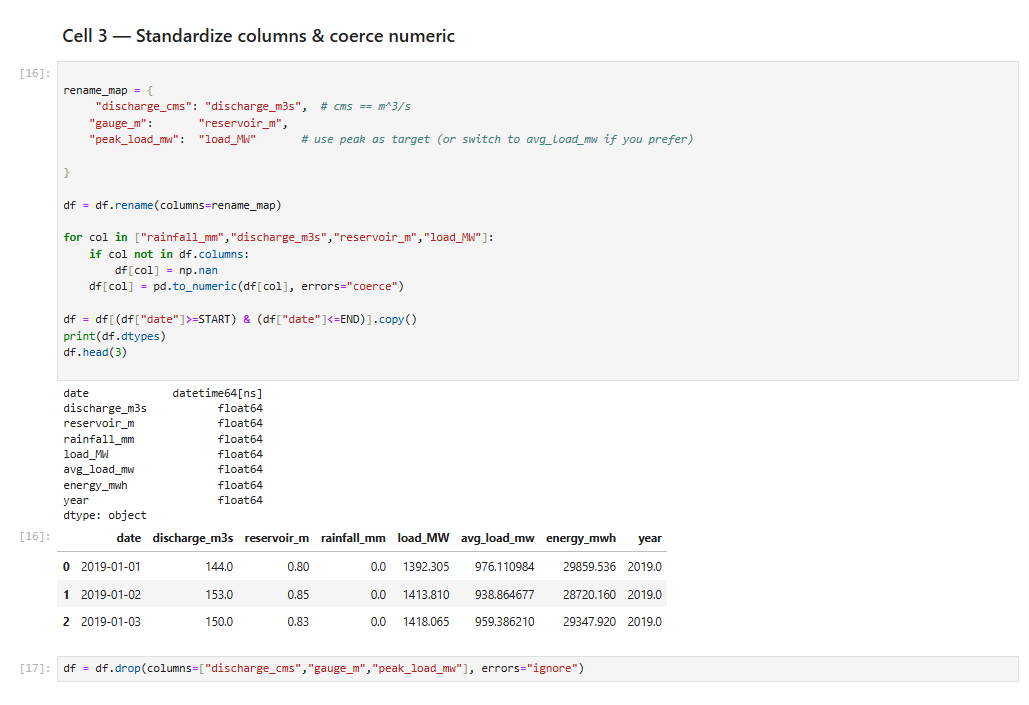 Cell 3 — Standardize columns & coerce numeric
[16]:
rename_map = {
     "discharge_cms": "discharge_m3s",  # cms == m^3/s
    "gauge_m":       "reservoir_m",
    "peak_load_mw":  "load_MW"       # use peak as target (or switch to avg_load_mw if you prefer)
}
df = df.rename(columns=rename_map)
for col in ["rainfall_mm","discharge_m3s","reservoir_m","load_MW"]:
    if col not in df.columns:
        df[col] = np.nan
    df[col] = pd.to_numeric(df[col], errors="coerce")
df = df[(df["date"]>=START) & (df["date"]<=END)].copy()
print(df.dtypes)
df.head(3)
date             datetime64[ns]
discharge_m3s           float64
reservoir_m             float64
rainfall_mm             float64
load_MW                 float64
avg_load_mw             float64
energy_mwh              float64
year                    float64
dtype: object
[16]:
date discharge_m3s reservoir_m rainfall_mm load_MW avg_load_mw energy_mwh year
0 2019-01-01 144.0 0.80 0.0 1392.305 976.110984 29859.536 2019.0
1 2019-01-02 153.0 0.85 0.0 1413.810 938.864677 28720.160 2019.0
2 2019-01-03 150.0 0.83 0.0 1418.065 959.386210 29347.920 2019.0
[17]: df = df.drop(columns=["discharge_cms","gauge_m","peak_load_mw"], errors="ignore")